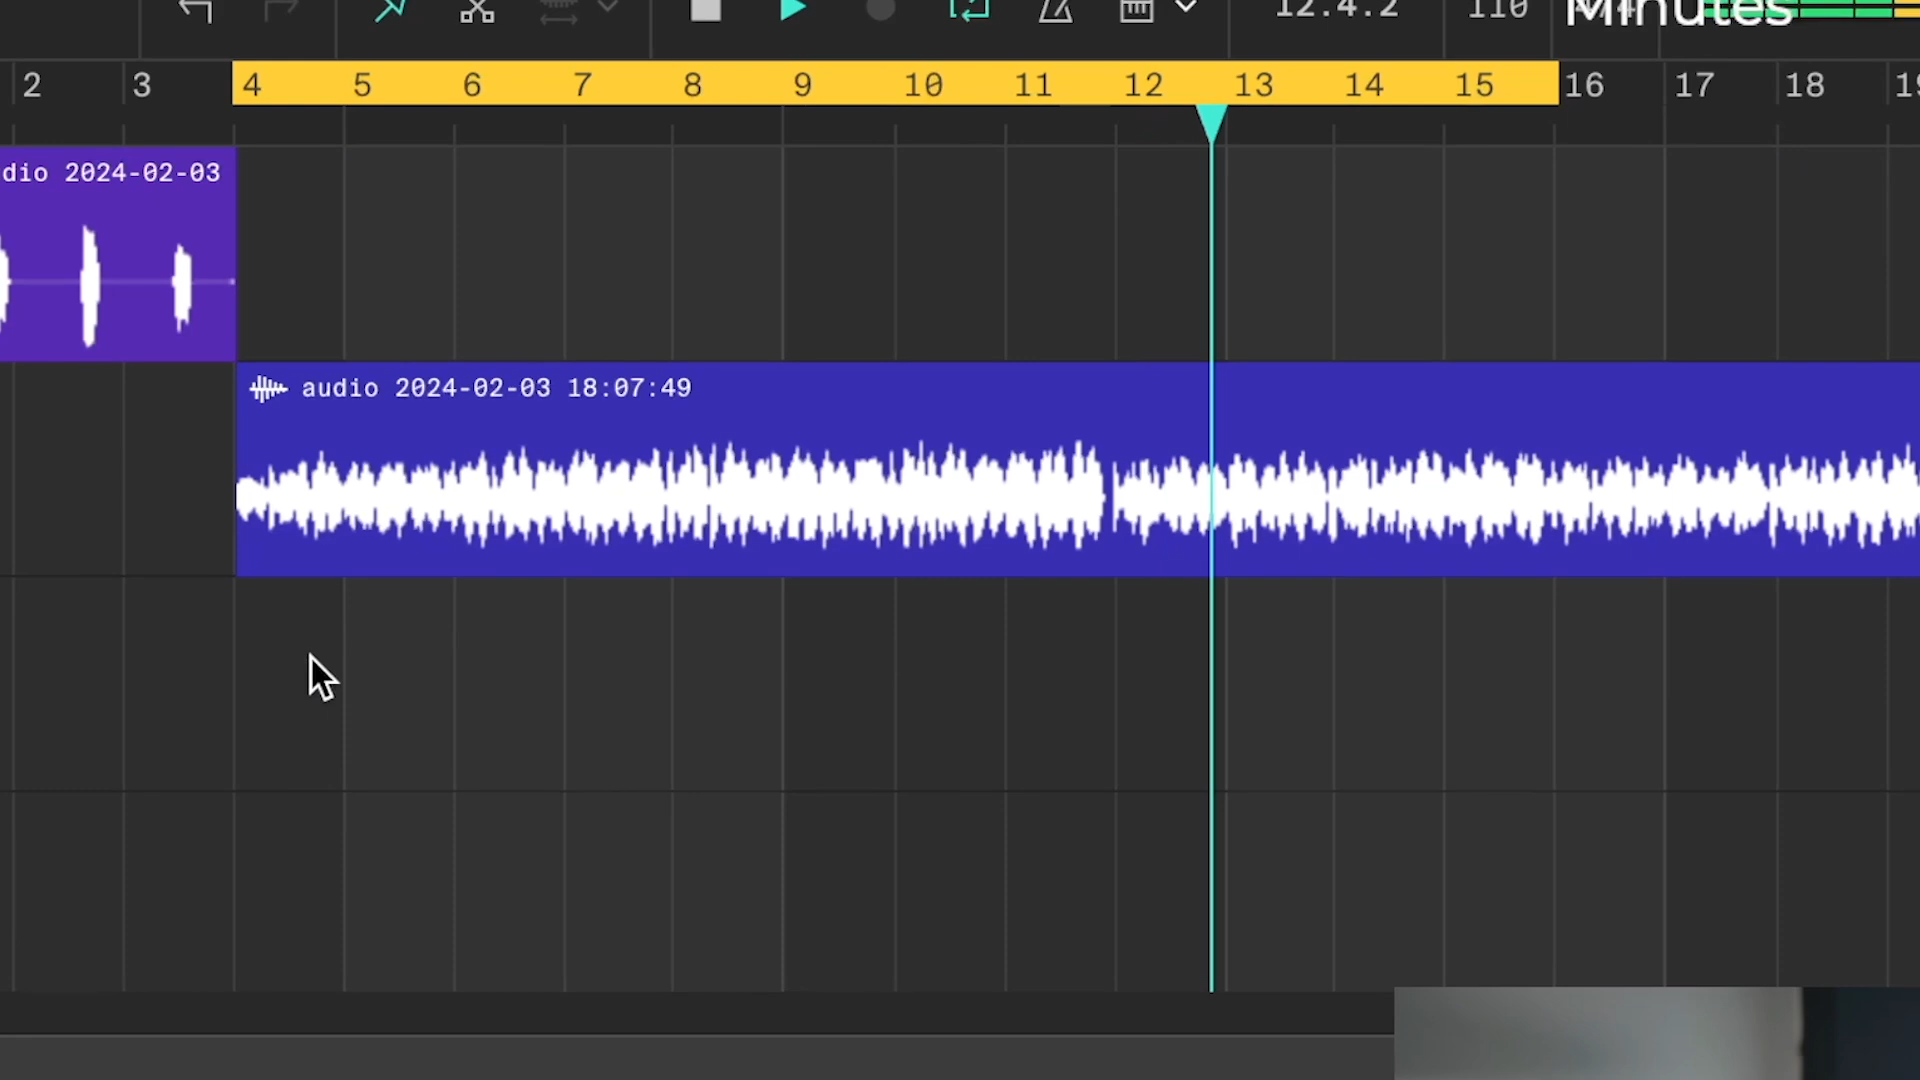 12.4.2 110 Minutes
2 3 4 5 6 7 8 9 10 11 12 13 14 15 16 17 18
dio 2024-02-03
audio 2024-02-03 18:07:49